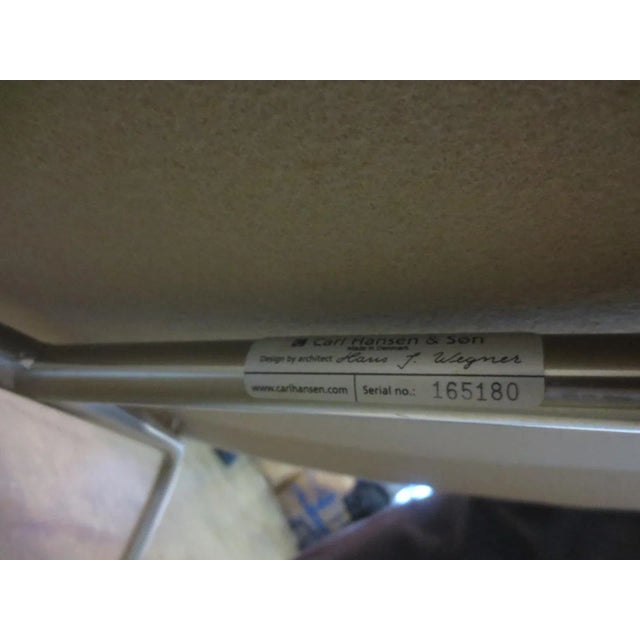 Carl Hansen & Søn
Made in Denmark
Design by architect Hans J. Wegner
www.carlhansen.com Serial no.: 165180